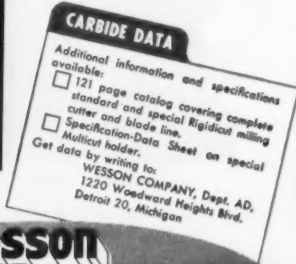 CARBIDE DATA
Additional information and specifications
available:
121 page catalog covering complete
standard and special Rigidicut milling
cutter and blade line.
Specification-Data Sheet on special
Multicut holder.
Get data by writing to:
WESSON COMPANY, Dept. AD,
1220 Woodward Heights Blvd.
Detroit 20, Michigan
sson